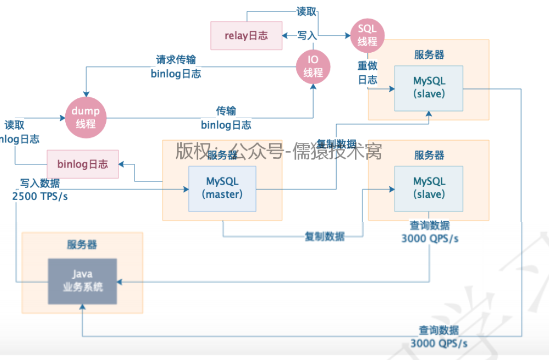 读取
relay日志
写入
SQL
线程
请求传输
binlog日志
IO
线程
重做
日志
服务器
MySQL
(slave)
dump
线程
传输
binlog日志
读取
binlog日志
binlog日志
版权：公众号-儒猿技术窝
复制数据
服务器
服务器
写入数据
2500 TPS/s
MySQL
(master)
MySQL
(slave)
复制数据
查询数据
3000 QPS/s
服务器
Java
业务系统
查询数据
3000 QPS/s